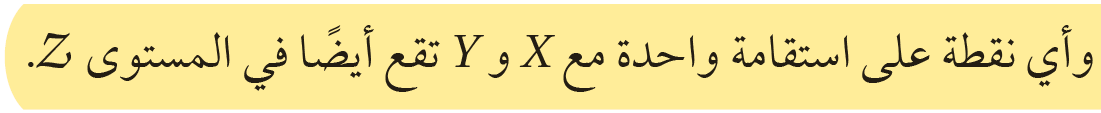 وأي نقطة على استقامة واحدة مع X و Y تقع أيضًا في المستوى Z.